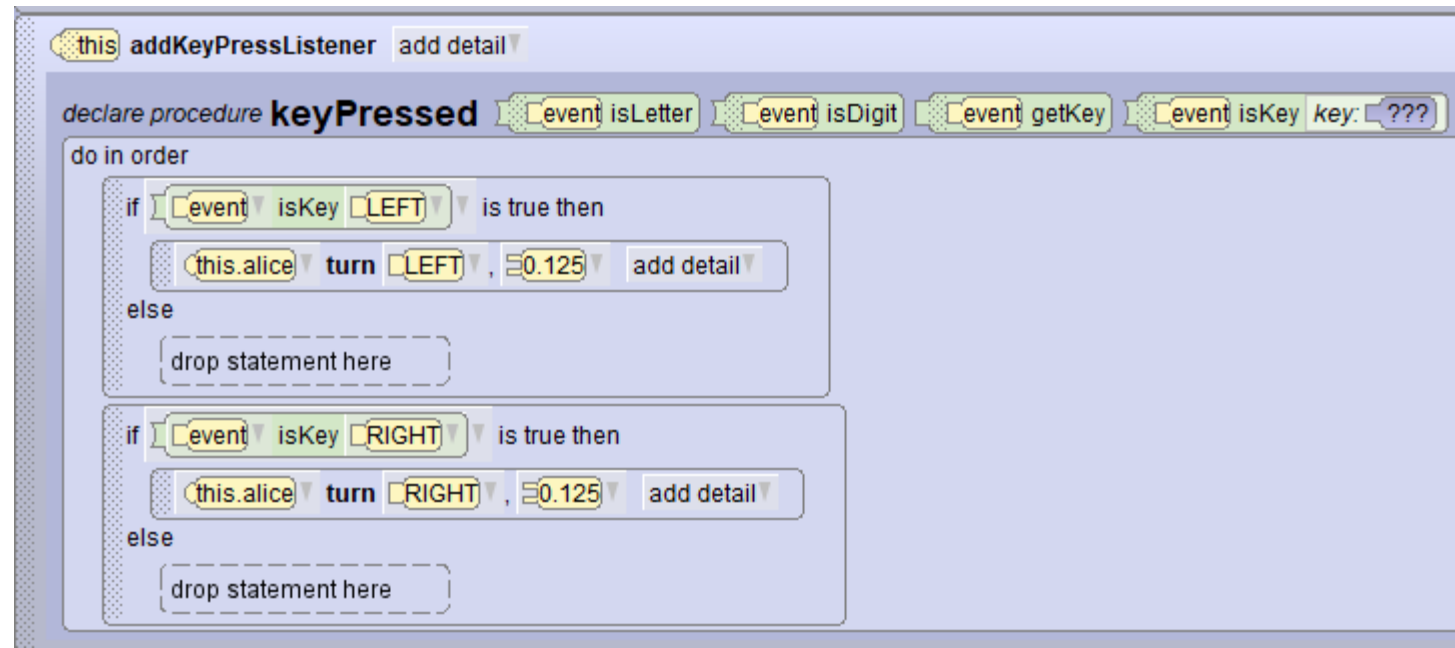 this addKeyPressListener add detail
declare procedure keyPressed event isLetter event isDigit event getKey event isKey key: ???
do in order
if event isKey LEFT is true then
this.alice turn LEFT , 0.125 add detail
else
drop statement here
if event isKey RIGHT is true then
this.alice turn RIGHT , 0.125 add detail
else
drop statement here